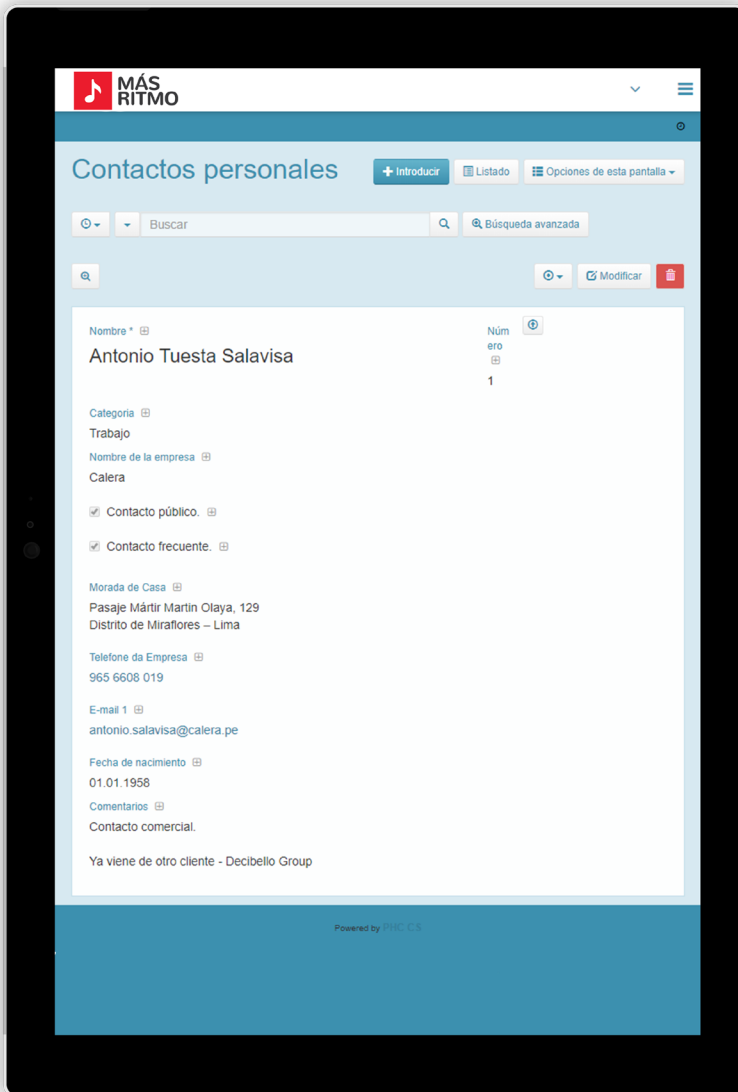 MÁS
RITMO
Contactos personales
Introducir
Listado
Opciones de esta pantalla
Buscar
Búsqueda avanzada
Modificar
Nombre *
Antonio Tuesta Salavisa
Núm
ero
1
Categoria
Trabajo
Nombre de la empresa
Calera
Contacto público.
Contacto frecuente.
Morada de Casa
Pasaje Mártir Martin Olaya, 129
Distrito de Miraflores – Lima
Telefone da Empresa
965 6608 019
E-mail 1
antonio.salavisa@calera.pe
Fecha de nacimiento
01.01.1958
Comentarios
Contacto comercial.
Ya viene de otro cliente - Decibello Group
Powered by PHC CS